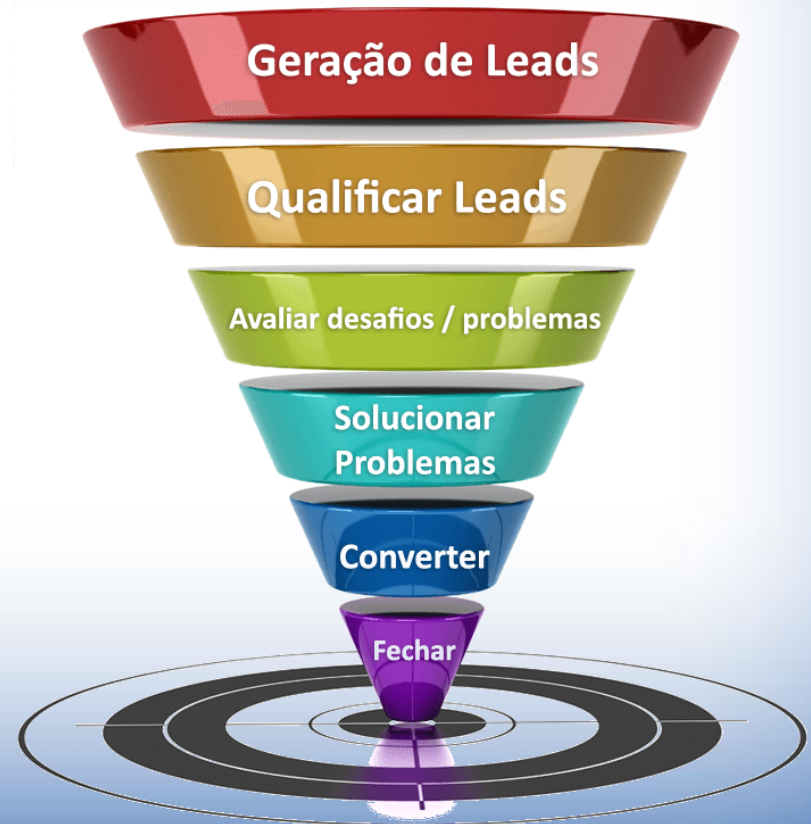 Geração de Leads
Qualificar Leads
Avaliar desafios / problemas
Solucionar
Problemas
Converter
Fechar